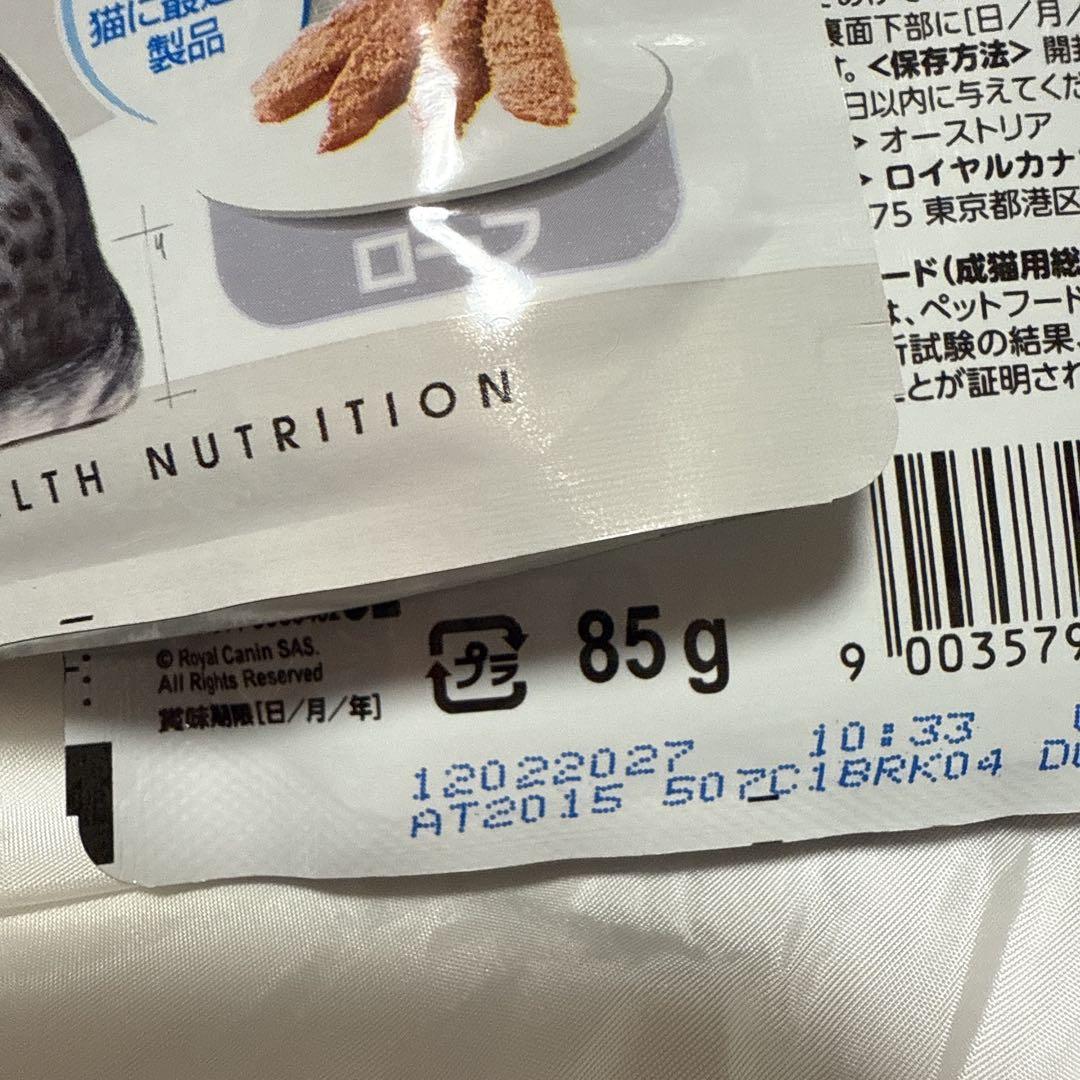 猫に最適
製品
ローフ
LTH NUTRITION
裏面下部に[日/月/
す。<保存方法> 開封
日以内に与えてくだ
> オーストリア
> ロイヤルカナ
75 東京都港区
ード(成猫用総
は、ペットフード
析試験の結果、
ことが証明され
© Royal Canin SAS.
All Rights Reserved
賞味期限[日/月/年]
プラ
85g
9 003579
12022027 10:33
AT2015 507C1BRK04